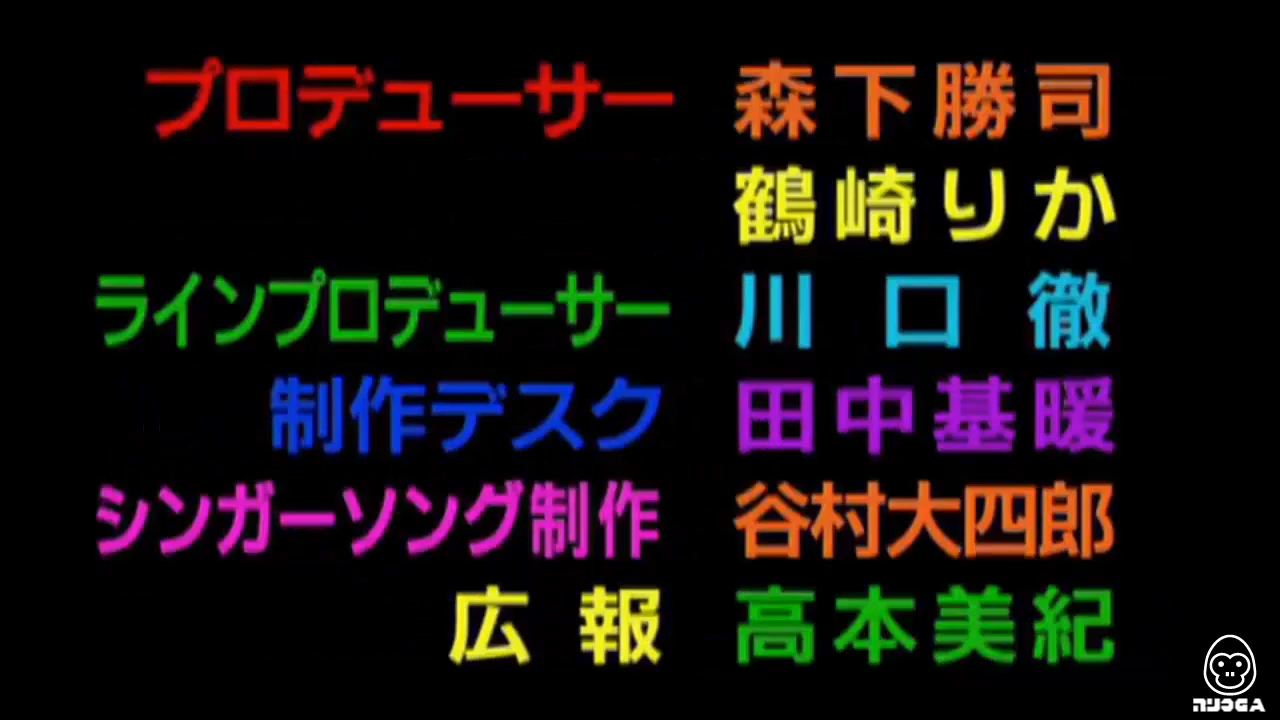 プロデューサー 森下勝司
鶴崎りか
ラインプロデューサー 川口徹
制作デスク 田中基暖
シンガーソング制作 谷村大四郎
広報 高本美紀